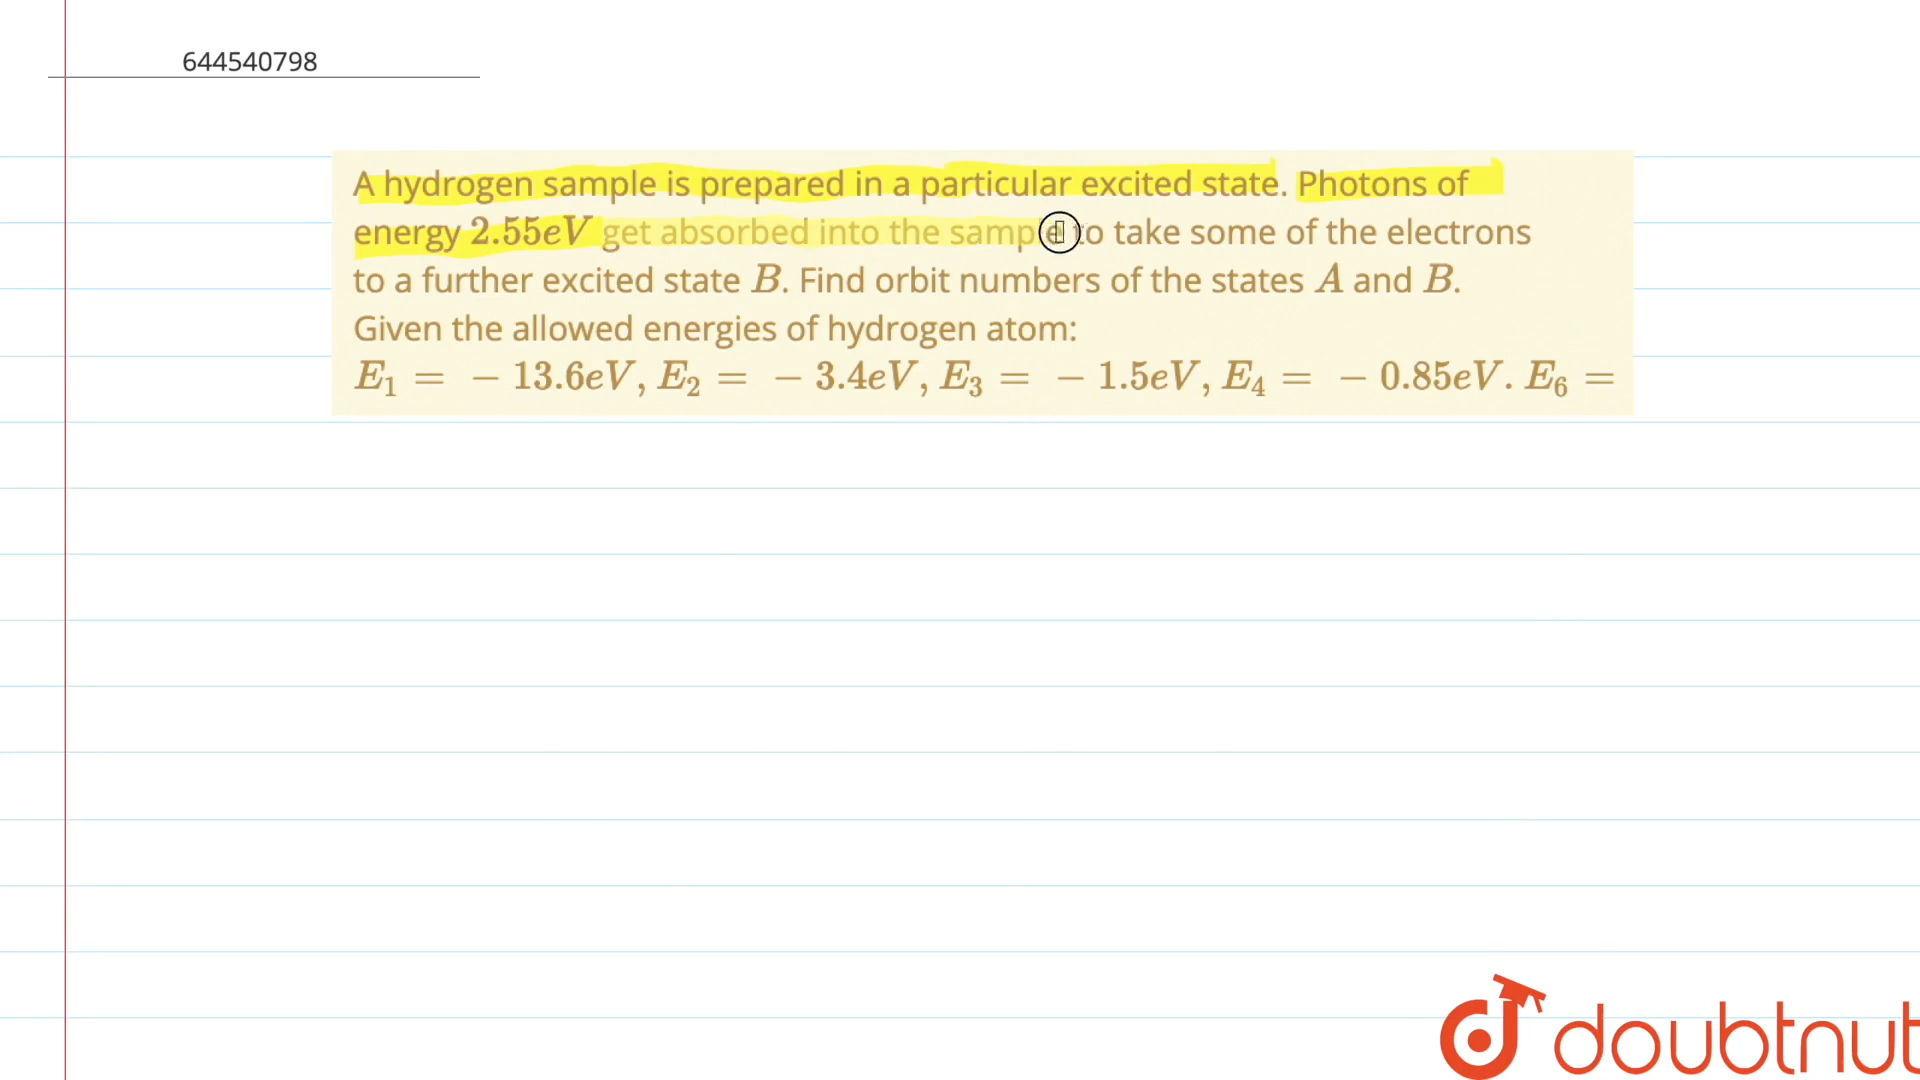 644540798
A hydrogen sample is prepared in a particular excited state. Photons of
energy 2.55eV get absorbed into the sample to take some of the electrons
to a further excited state B. Find orbit numbers of the states A and B.
Given the allowed energies of hydrogen atom:
E₁ = − 13.6eV, E₂ = − 3.4eV, E₃ = − 1.5eV, E₄ = − 0.85eV. E₆ =
doubtnut